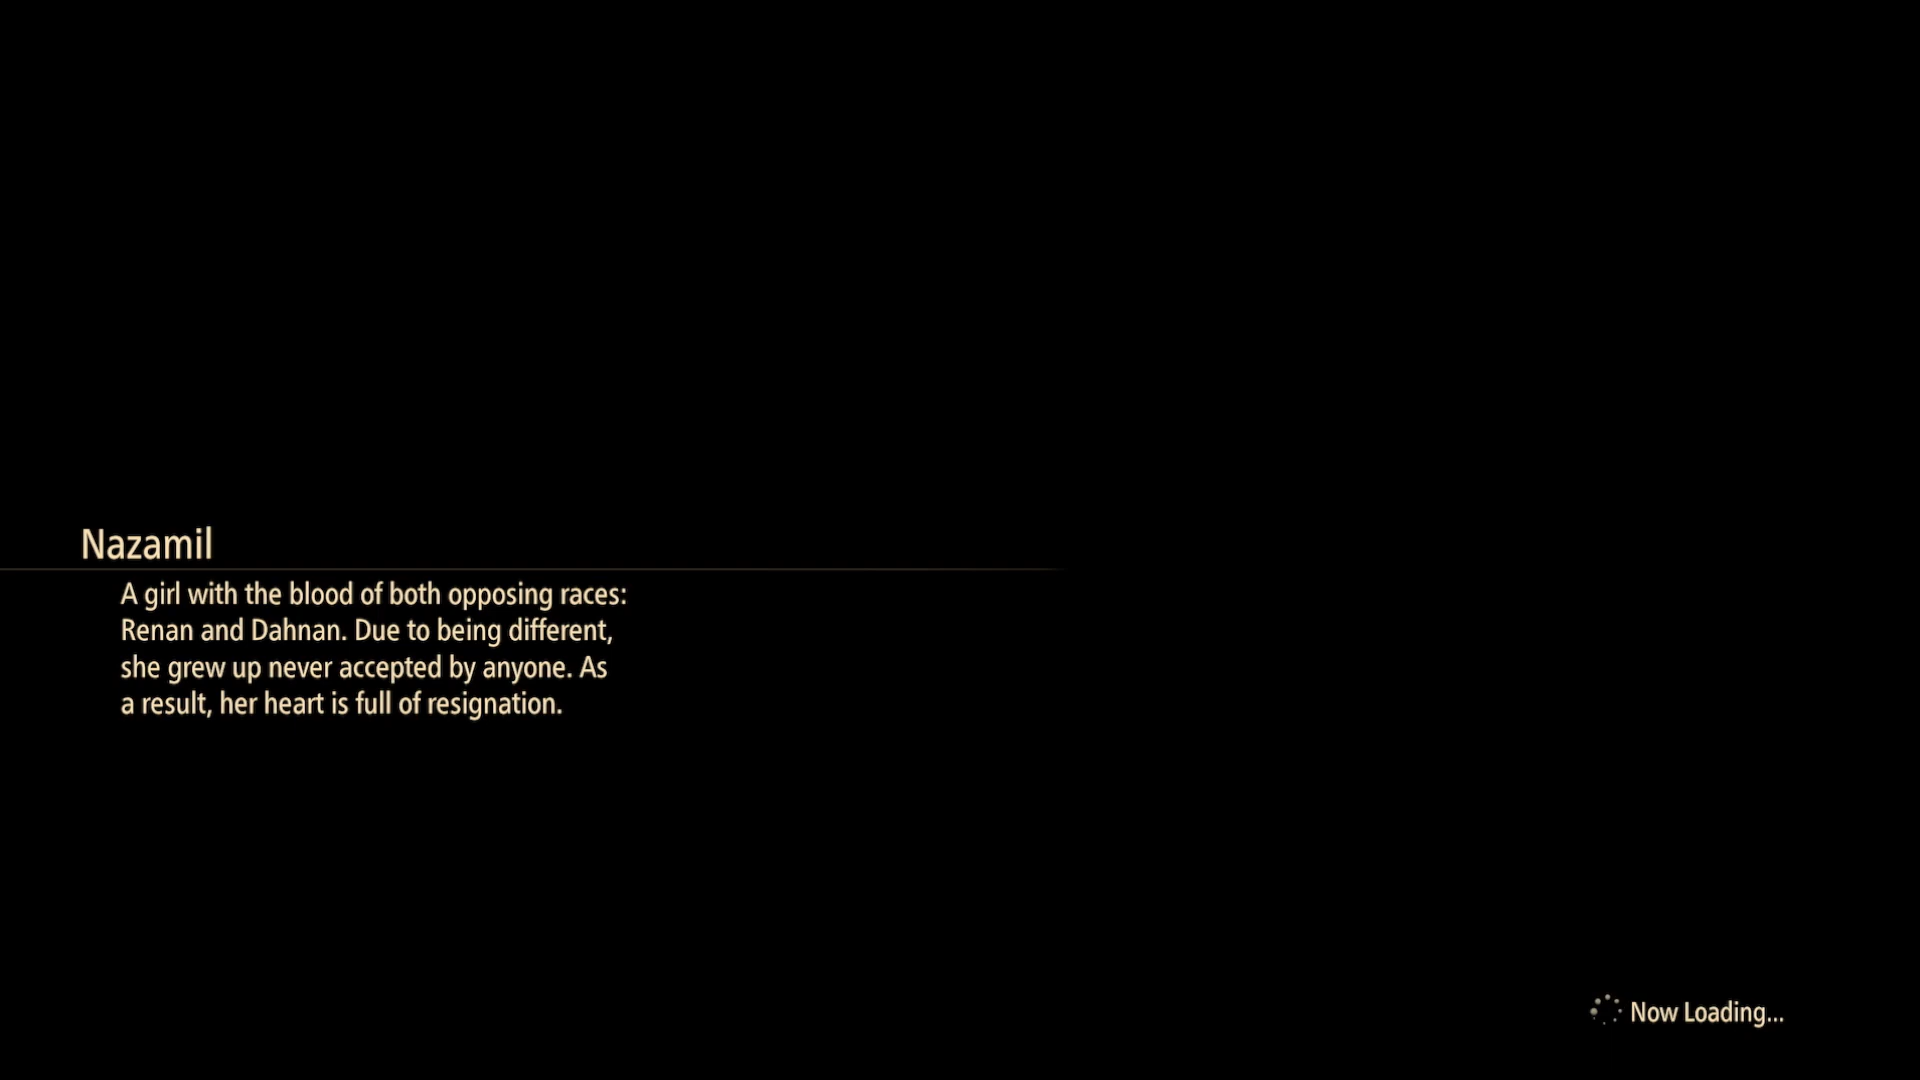 Nazamil
A girl with the blood of both opposing races:
Renan and Dahnan. Due to being different,
she grew up never accepted by anyone. As
a result, her heart is full of resignation.
Now Loading...